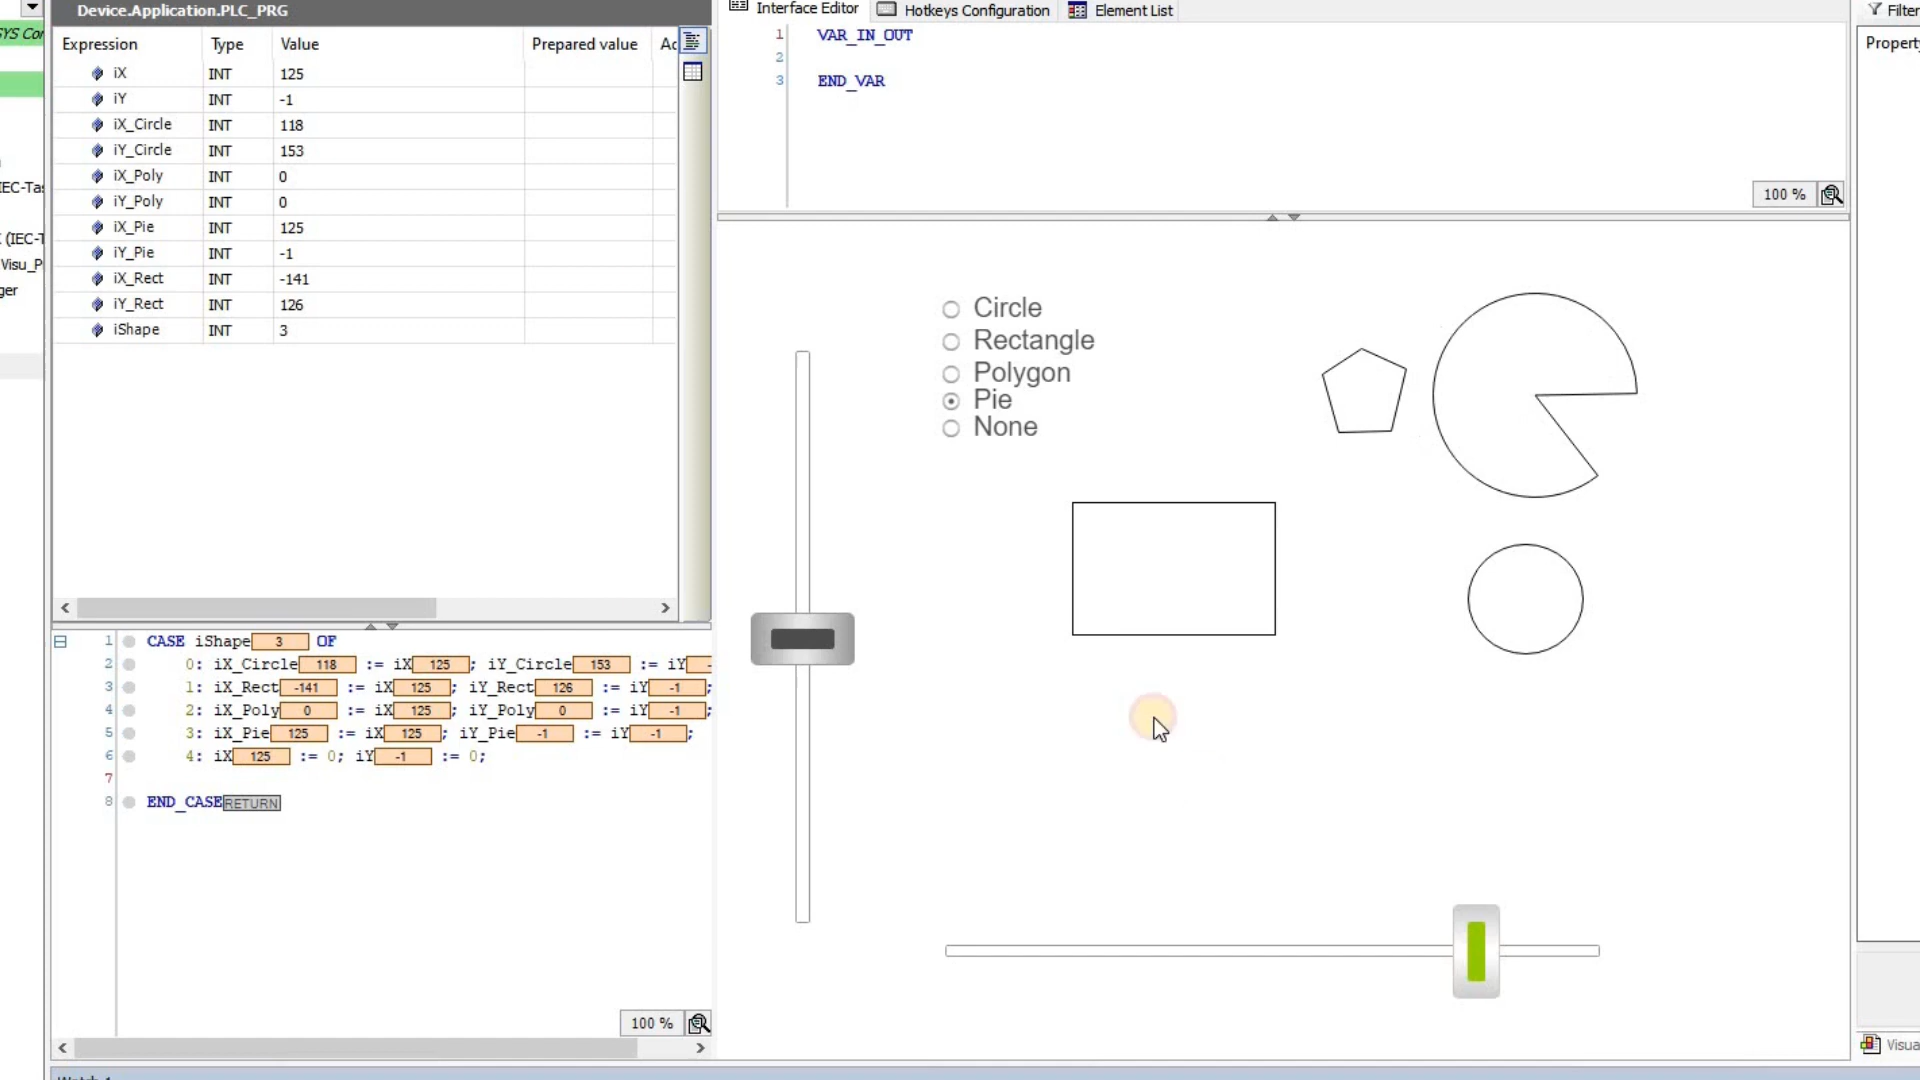 Device.Application.PLC_PRG
Expression Type Value Prepared value
iX INT 125
iY INT -1
iX_Circle INT 118
iY_Circle INT 153
iX_Poly INT 0
iY_Poly INT 0
iX_Pie INT 125
iY_Pie INT -1
iX_Rect INT -141
iY_Rect INT 126
iShape INT 3
1 CASE iShape 3 OF
2 0: iX_Circle 118 := iX 125 ; iY_Circle 153 := iY -
3 1: iX_Rect -141 := iX 125 ; iY_Rect 126 := iY -1 ;
4 2: iX_Poly 0 := iX 125 ; iY_Poly 0 := iY -1 ;
5 3: iX_Pie 125 := iX 125 ; iY_Pie -1 := iY -1 ;
6 4: iX 125 := 0; iY -1 := 0;
7
8 END_CASE RETURN
100 %
Interface Editor Hotkeys Configuration Element List
1 VAR_IN_OUT
2
3 END_VAR
100 %
Circle
Rectangle
Polygon
Pie
None
Filter
Property